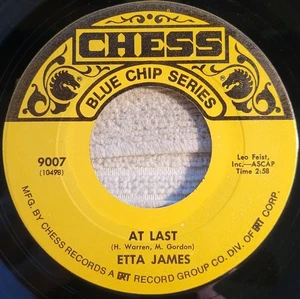 CHESS
BLUE CHIP SERIES
9007
(10498)
Leo Feist,
Inc.—ASCAP
Time 2:58
AT LAST
(H. Warren, M. Gordon)
ETTA JAMES
MFG. BY CHESS RECORDS A GRT RECORD GROUP CO. DIV. OF GRT CORP.